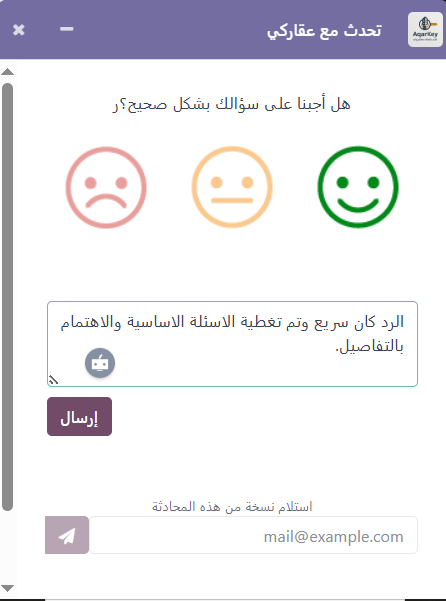 تحدث مع عقاركي
AqarKey
هل أجبنا على سؤالك بشكل صحيح؟ر
الرد كان سريع وتم تغطية الاسئلة الاساسية والاهتمام
بالتفاصيل.
إرسال
استلام نسخة من هذه المحادثة
mail@example.com